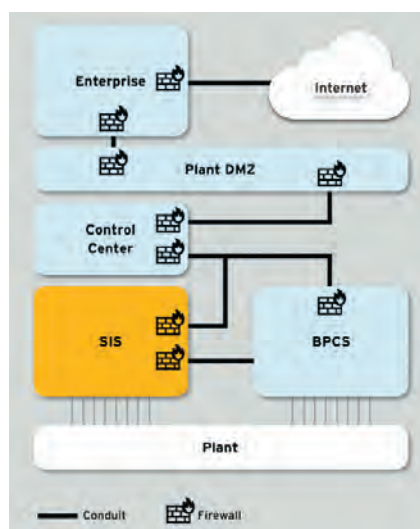 Enterprise
Internet
Plant DMZ
Control
Center
SIS
BPCS
Plant
Conduit
Firewall